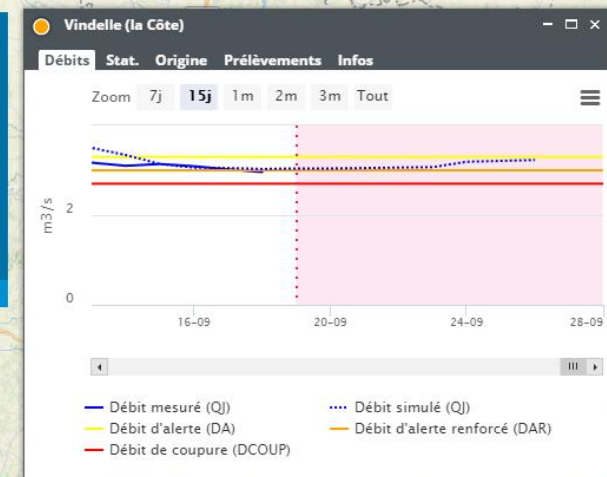 Vindelle (la Côte)
Débits Stat. Origine Prélèvements Infos
Zoom 7j 15j 1m 2m 3m Tout
m3/s
2
0
16-09 20-09 24-09 28-09
Débit mesuré (QJ) Débit simulé (QJ)
Débit d'alerte (DA) Débit d'alerte renforcé (DAR)
Débit de coupure (DCOUP)